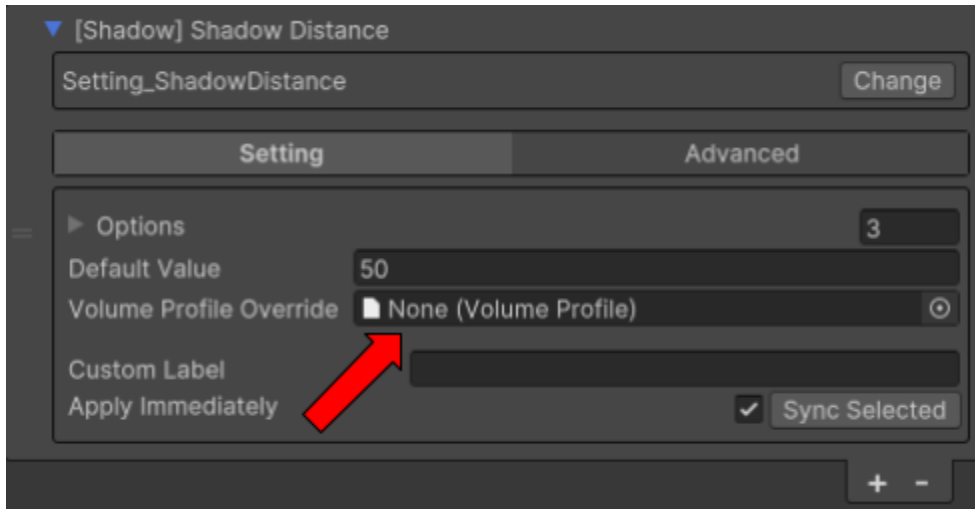 [Shadow] Shadow Distance
Setting_ShadowDistance Change
Setting Advanced
Options 3
Default Value 50
Volume Profile Override None (Volume Profile)
Custom Label
Apply Immediately Sync Selected
+ -